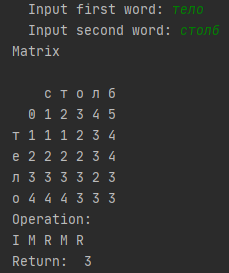 Input first word: тело
Input second word: столб
Matrix
с т о л б
0 1 2 3 4 5
т 1 1 1 2 3 4
е 2 2 2 2 3 4
л 3 3 3 3 2 3
о 4 4 4 3 3 3
Operation:
I M R M R
Return: 3